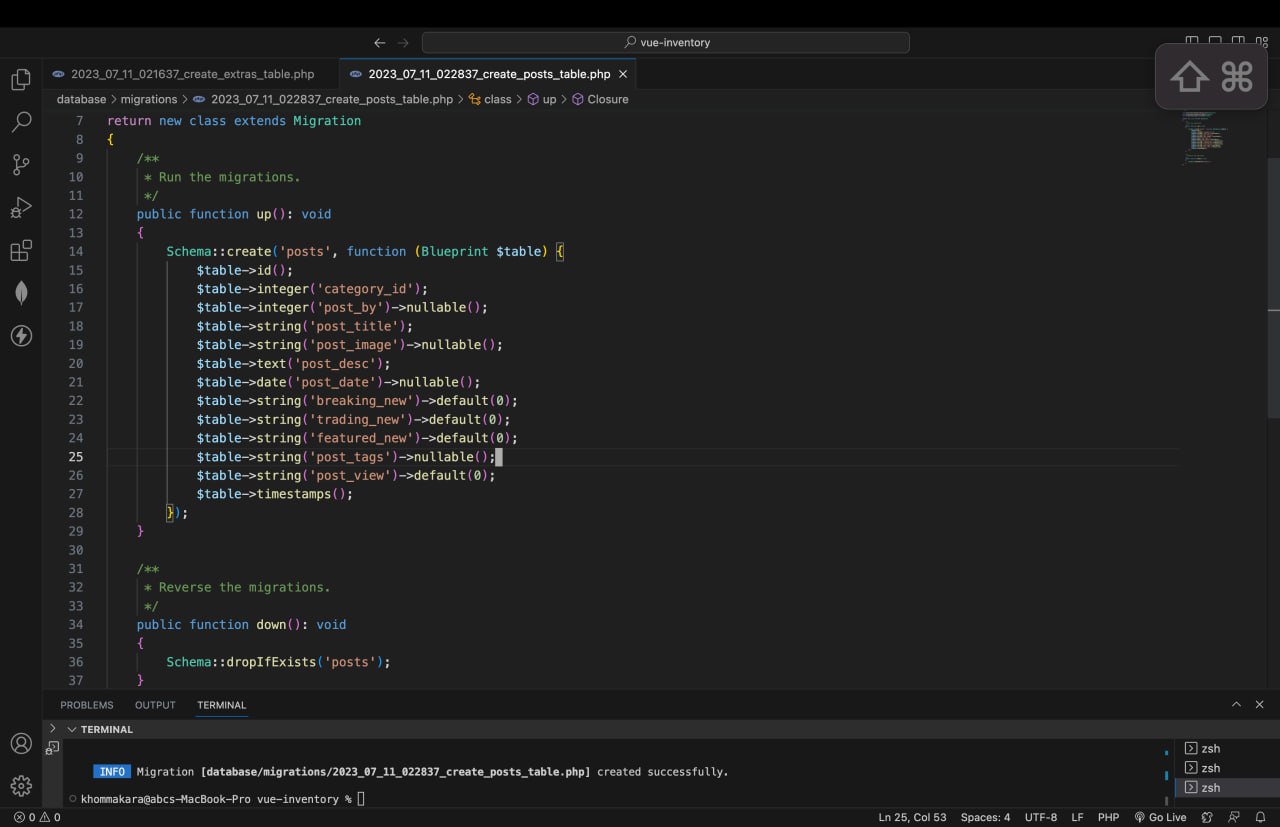 vue-inventory
2023_07_11_021637_create_extras_table.php
2023_07_11_022837_create_posts_table.php
database > migrations > 2023_07_11_022837_create_posts_table.php > class > up > Closure
7 return new class extends Migration
8 {
9 /**
10 * Run the migrations.
11 */
12 public function up(): void
13 {
14 Schema::create('posts', function (Blueprint $table) {
15 $table->id();
16 $table->integer('category_id');
17 $table->integer('post_by')->nullable();
18 $table->string('post_title');
19 $table->string('post_image')->nullable();
20 $table->text('post_desc');
21 $table->date('post_date')->nullable();
22 $table->string('breaking_new')->default(0);
23 $table->string('trading_new')->default(0);
24 $table->string('featured_new')->default(0);
25 $table->string('post_tags')->nullable();
26 $table->string('post_view')->default(0);
27 $table->timestamps();
28 });
29 }
30
31 /**
32 * Reverse the migrations.
33 */
34 public function down(): void
35 {
36 Schema::dropIfExists('posts');
37 }
PROBLEMS OUTPUT TERMINAL
TERMINAL
INFO Migration [database/migrations/2023_07_11_022837_create_posts_table.php] created successfully.
khommakara@abcs-MacBook-Pro vue-inventory %
zsh
zsh
zsh
0 0 Ln 25, Col 53 Spaces: 4 UTF-8 LF PHP Go Live